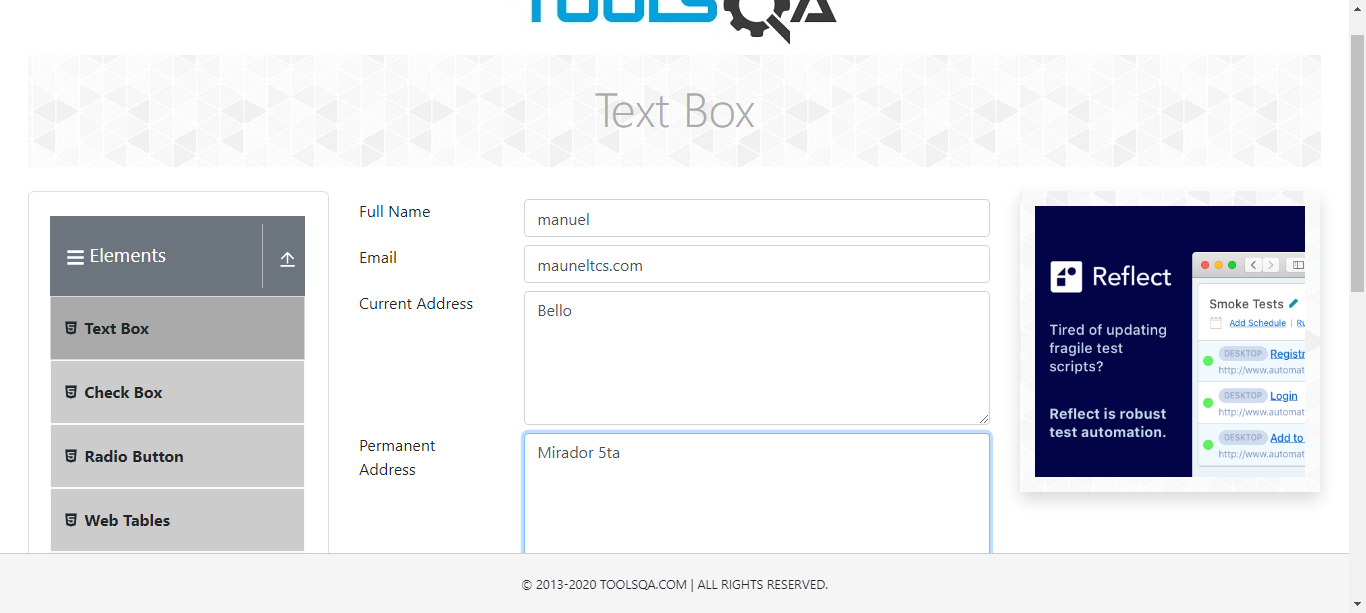 TOOLSQA
Text Box
Elements
Text Box
Check Box
Radio Button
Web Tables
Full Name
manuel
Email
mauneltcs.com
Current Address
Bello
Permanent
Address
Mirador 5ta
Reflect
Tired of updating
fragile test
scripts?
Reflect is robust
test automation.
Smoke Tests
Add Schedule | Ru
DESKTOP Registr
http://www.automat
DESKTOP Login
http://www.automat
DESKTOP Add to
http://www.automat
© 2013-2020 TOOLSQA.COM | ALL RIGHTS RESERVED.